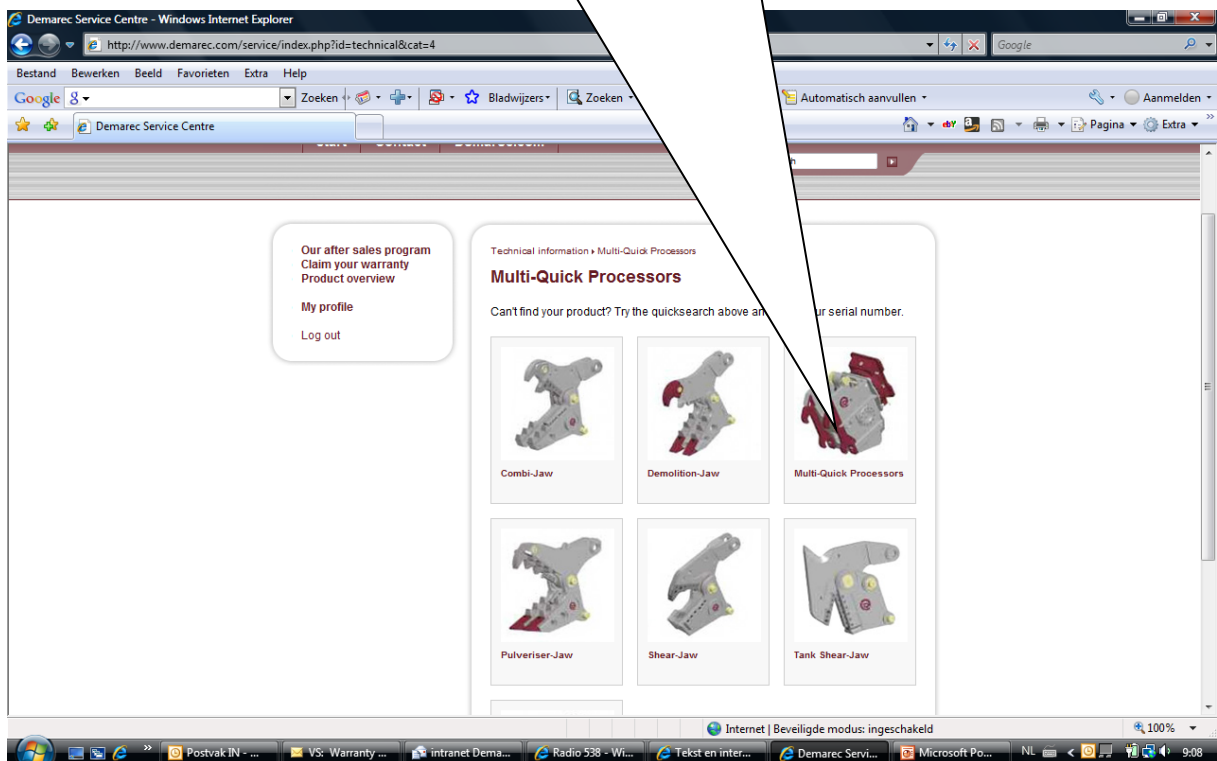 Demarec Service Centre - Windows Internet Explorer
http://www.demarec.com/service/index.php?id=technical&cat=4
Google
Bestand Bewerken Beeld Favorieten Extra Help
Google Zoeken Bladwijzers Zoeken Automatisch aanvullen Aanmelden
Demarec Service Centre
Pagina Extra
Start Contact Demarec.com
Our after sales program
Claim your warranty
Product overview
My profile
Log out
Technical information Multi-Quick Processors
Multi-Quick Processors
Can't find your product? Try the quicksearch above an ur serial number.
Combi-Jaw
Demolition-Jaw
Multi-Quick Processors
Pulveriser-Jaw
Shear-Jaw
Tank Shear-Jaw
Internet | Beveiligde modus: ingeschakeld
100%
Postvak IN - ... VS: Warranty ... intranet Dema... Radio 538 - Wi... Tekst en inter... Demarec Servi... Microsoft Po... NL 9:08